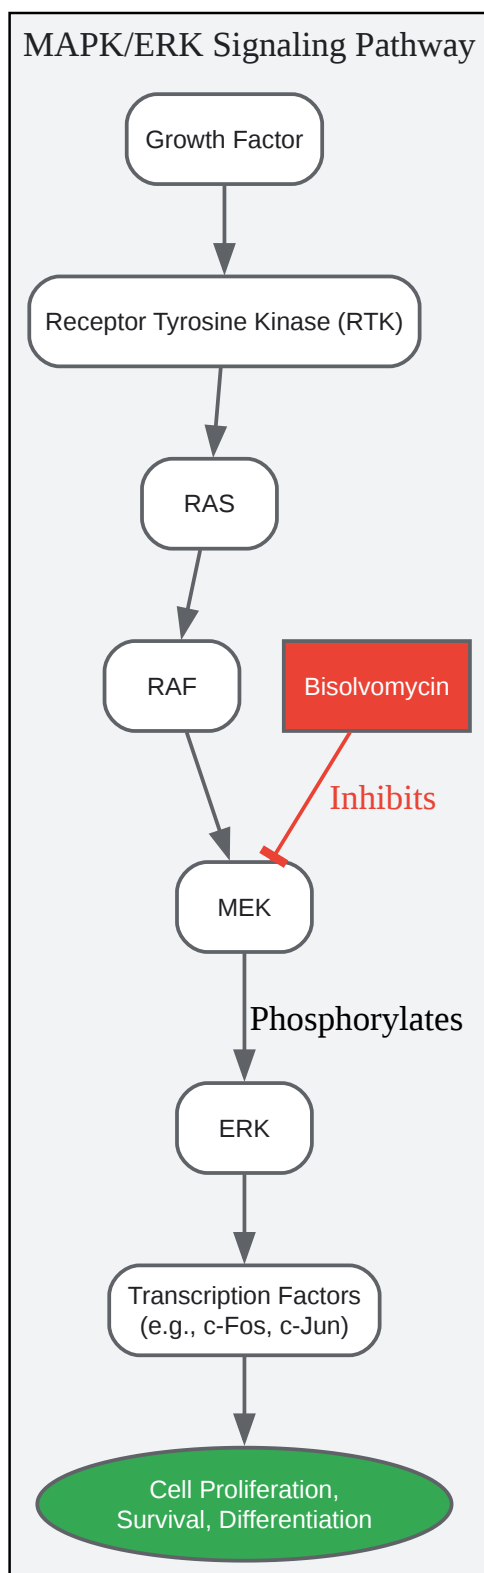 MAPK/ERK Signaling Pathway
Growth Factor
Receptor Tyrosine Kinase (RTK)
RAS
RAF
Bisolvomycin
Inhibits
MEK
Phosphorylates
ERK
Transcription Factors
(e.g., c-Fos, c-Jun)
Cell Proliferation,
Survival, Differentiation